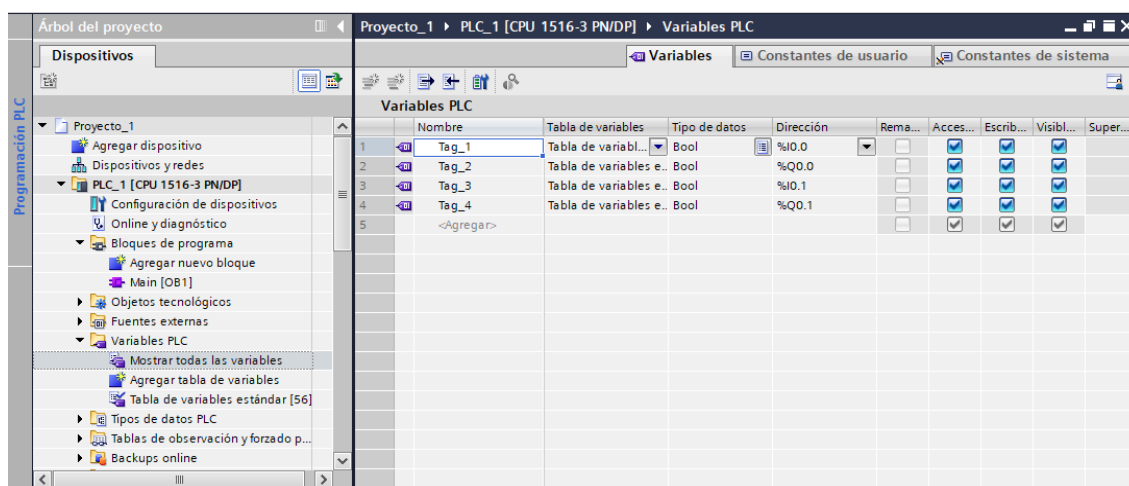 Árbol del proyecto
Proyecto_1 PLC_1 [CPU 1516-3 PN/DP] Variables PLC
Dispositivos
Variables
Constantes de usuario
Constantes de sistema
Programación PLC
Variables PLC
Proyecto_1
Agregar dispositivo
Dispositivos y redes
PLC_1 [CPU 1516-3 PN/DP]
Configuración de dispositivos
Online y diagnóstico
Bloques de programa
Agregar nuevo bloque
Main [OB1]
Objetos tecnológicos
Fuentes externas
Variables PLC
Mostrar todas las variables
Agregar tabla de variables
Tabla de variables estándar [56]
Tipos de datos PLC
Tablas de observación y forzado p...
Backups online
Nombre Tabla de variables Tipo de datos Dirección Rema... Acces... Escrib... Visibl... Super...
1 Tag_1 Tabla de variabl... Bool %I0.0
2 Tag_2 Tabla de variables e.. Bool %Q0.0
3 Tag_3 Tabla de variables e.. Bool %I0.1
4 Tag_4 Tabla de variables e.. Bool %Q0.1
5 <Agregar>